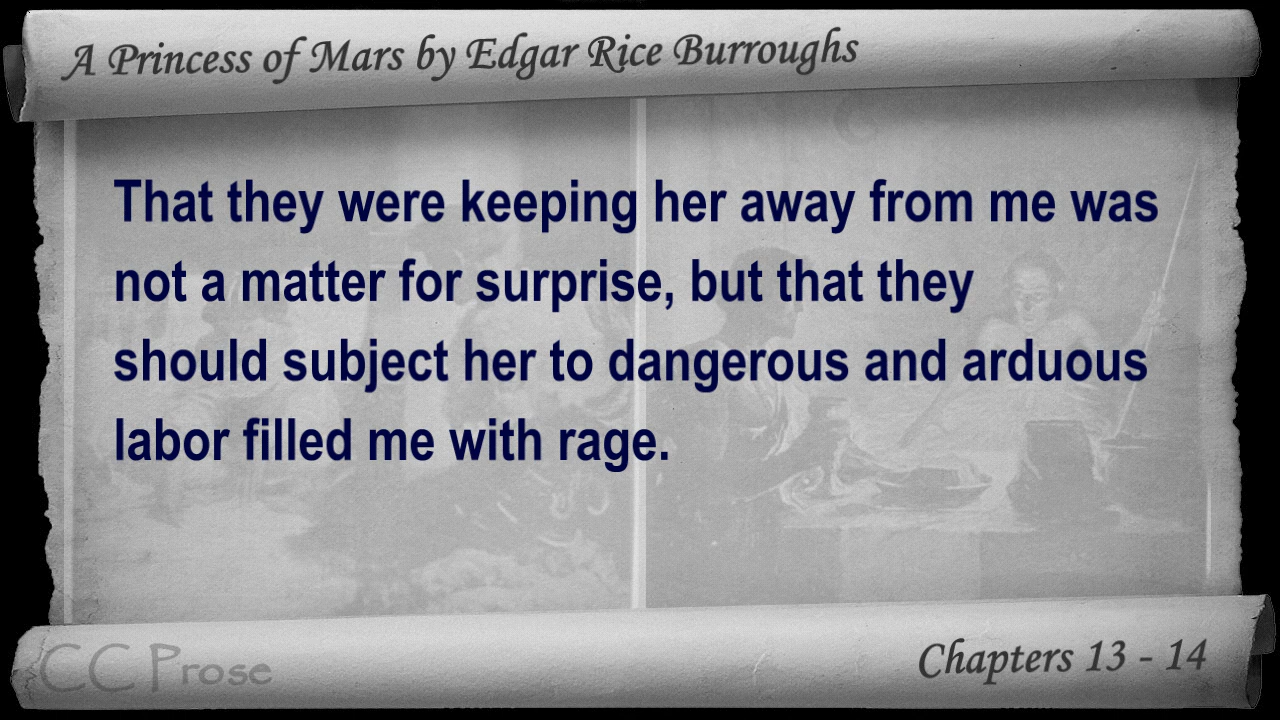 A Princess of Mars by Edgar Rice Burroughs
That they were keeping her away from me was
not a matter for surprise, but that they
should subject her to dangerous and arduous
labor filled me with rage.
CC Prose
Chapters 13 - 14